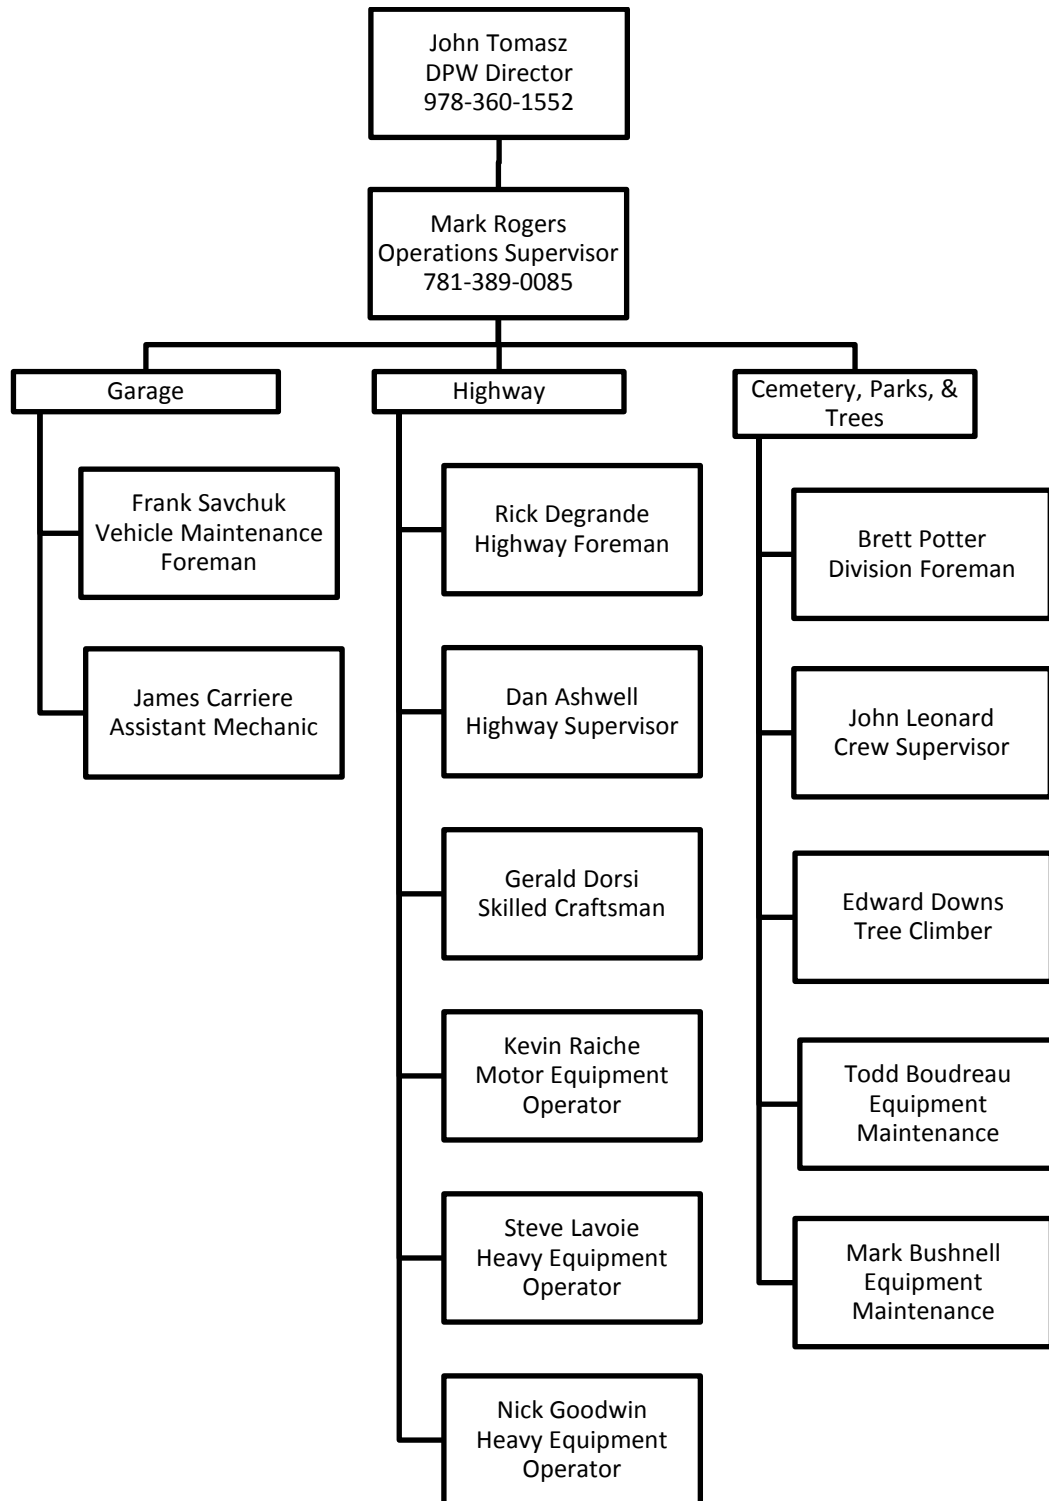 John Tomasz
DPW Director
978-360-1552
Mark Rogers
Operations Supervisor
781-389-0085
Garage
Frank Savchuk
Vehicle Maintenance
Foreman
James Carriere
Assistant Mechanic
Highway
Rick Degrande
Highway Foreman
Dan Ashwell
Highway Supervisor
Gerald Dorsi
Skilled Craftsman
Kevin Raiche
Motor Equipment
Operator
Steve Lavoie
Heavy Equipment
Operator
Nick Goodwin
Heavy Equipment
Operator
Cemetery, Parks, &
Trees
Brett Potter
Division Foreman
John Leonard
Crew Supervisor
Edward Downs
Tree Climber
Todd Boudreau
Equipment
Maintenance
Mark Bushnell
Equipment
Maintenance